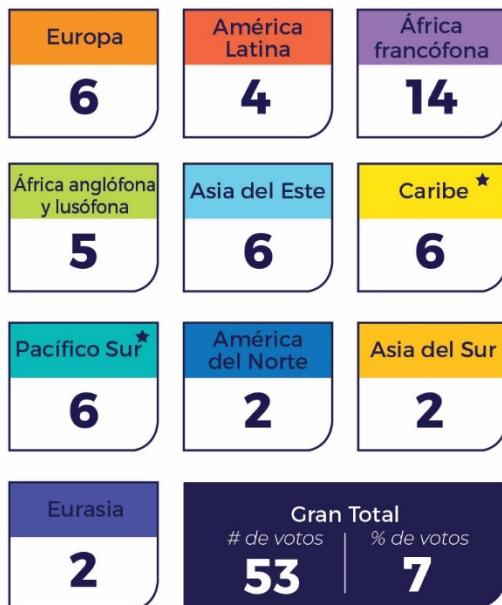 Europa
6
América
Latina
4
África
francófona
14
África anglófona
y lusófona
5
Asia del Este
6
Caribe ★
6
Pacífico Sur ★
6
América
del Norte
2
Asia del Sur
2
Eurasia
2
Gran Total
# de votos
53
% de votos
7